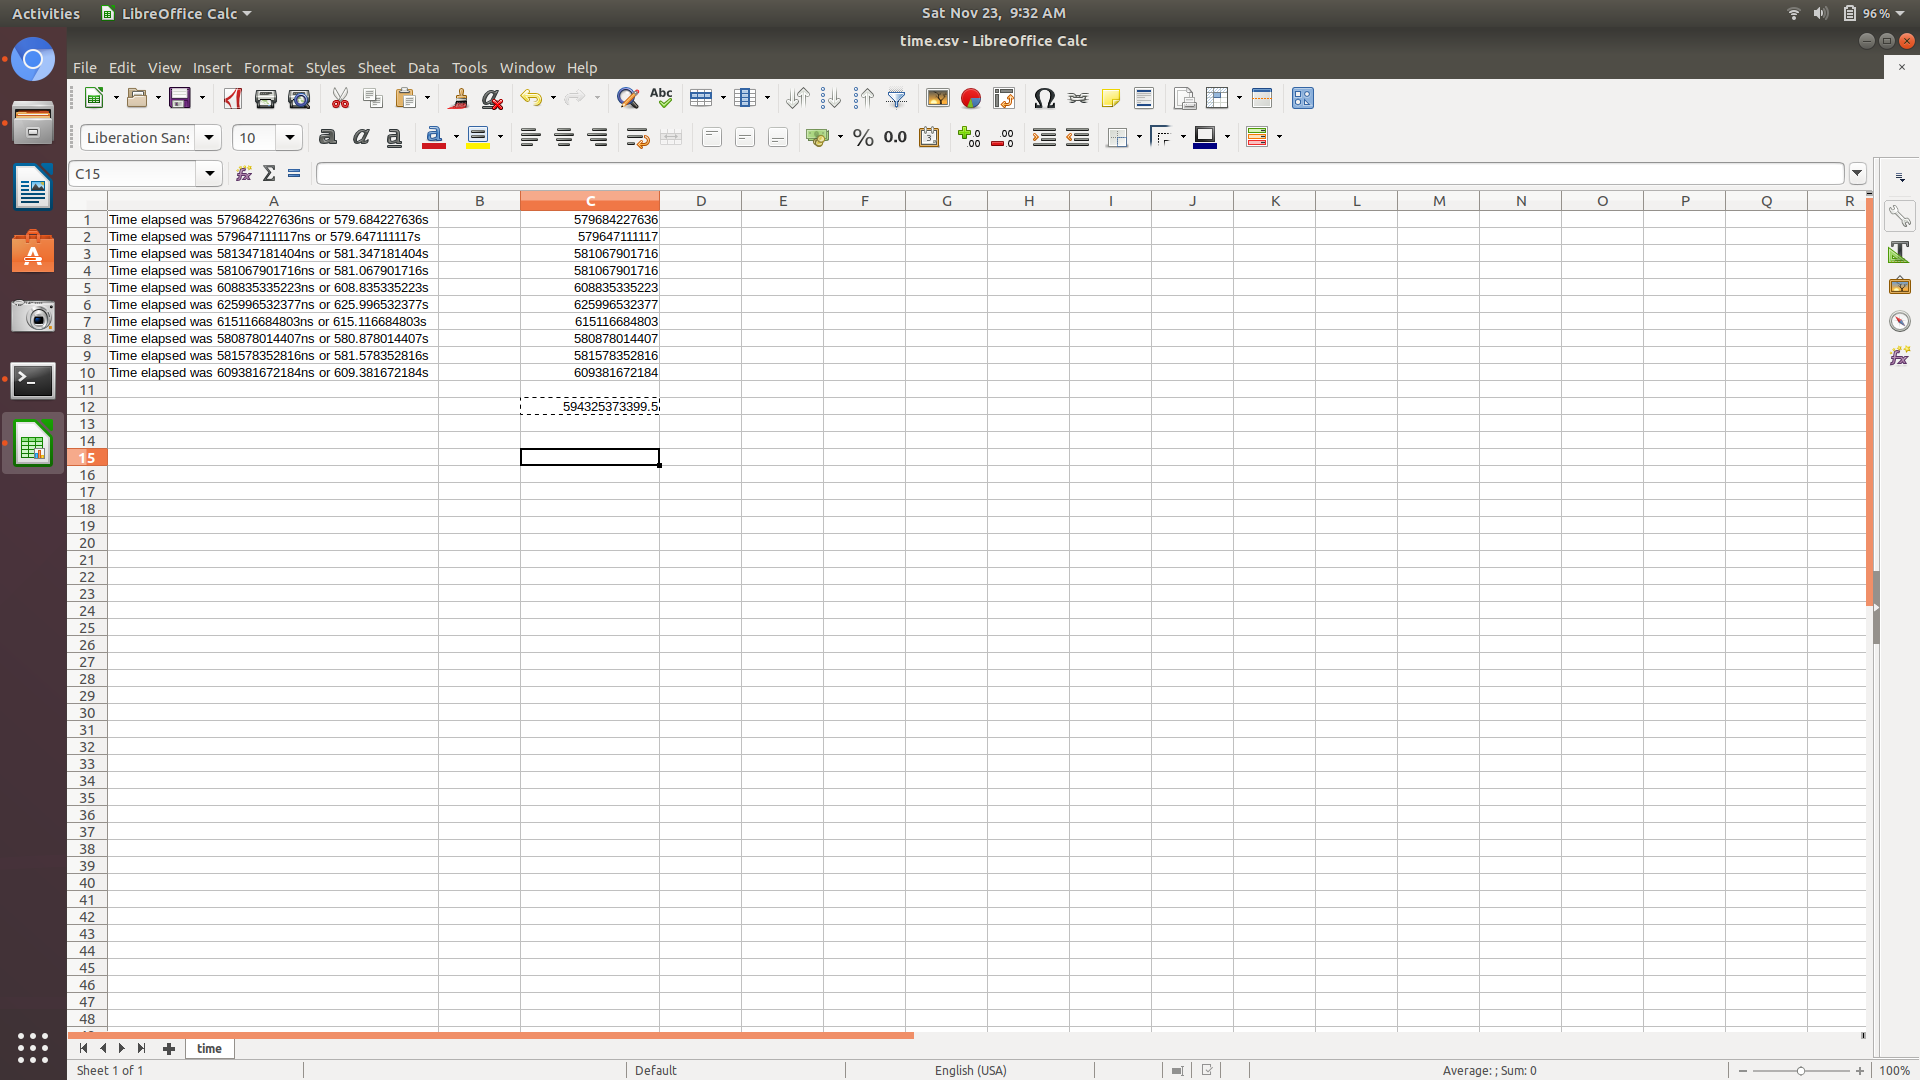 Activities LibreOffice Calc Sat Nov 23, 9:32 AM 96%
time.csv - LibreOffice Calc
File Edit View Insert Format Styles Sheet Data Tools Window Help
Liberation Sans 10
C15
A B C D E F G H I J K L M N O P Q R
1 Time elapsed was 579684227636ns or 579.684227636s 579684227636
2 Time elapsed was 579647111117ns or 579.647111117s 579647111117
3 Time elapsed was 581347181404ns or 581.347181404s 581067901716
4 Time elapsed was 581067901716ns or 581.067901716s 581067901716
5 Time elapsed was 608835335223ns or 608.835335223s 608835335223
6 Time elapsed was 625996532377ns or 625.996532377s 625996532377
7 Time elapsed was 615116684803ns or 615.116684803s 615116684803
8 Time elapsed was 580878014407ns or 580.878014407s 580878014407
9 Time elapsed was 581578352816ns or 581.578352816s 581578352816
10 Time elapsed was 609381672184ns or 609.381672184s 609381672184
11
12 594325373399.5
13
14
15
16
17
18
19
20
21
22
23
24
25
26
27
28
29
30
31
32
33
34
35
36
37
38
39
40
41
42
43
44
45
46
47
48
time
Sheet 1 of 1 Default English (USA) Average: ; Sum: 0 100%